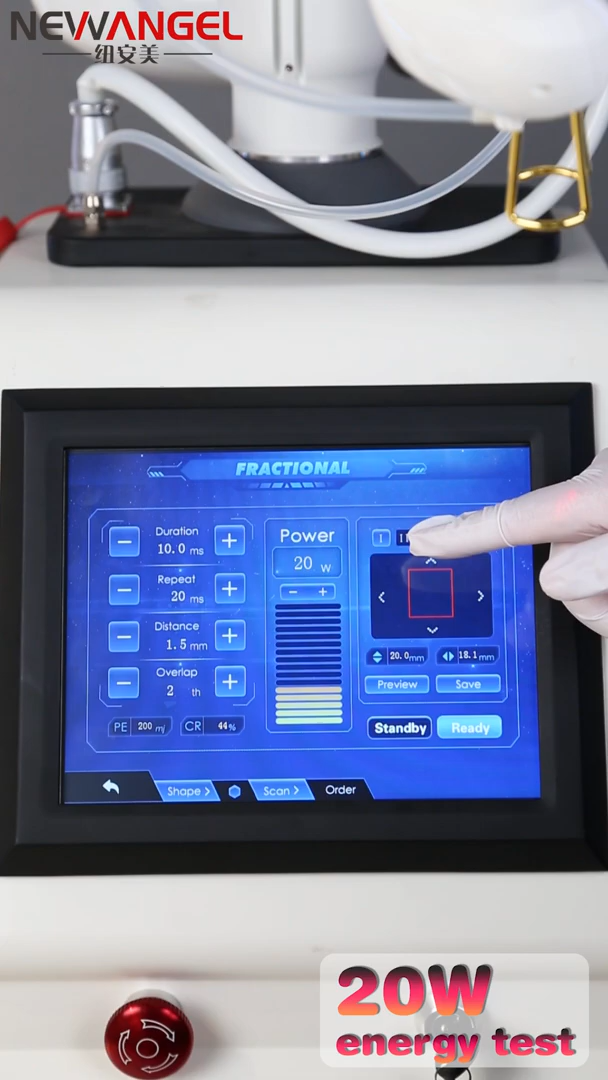 NEWANGEL
纽安美
FRACTIONAL
Duration
10.0 ms
Repeat
20 ms
Distance
1.5 mm
Overlap
2 th
PE 200 mj
CR 44%
Power
20 W
I
20.0mm
18.1mm
Preview
Save
Standby
Ready
Shape
Scan
Order
20W
energy test